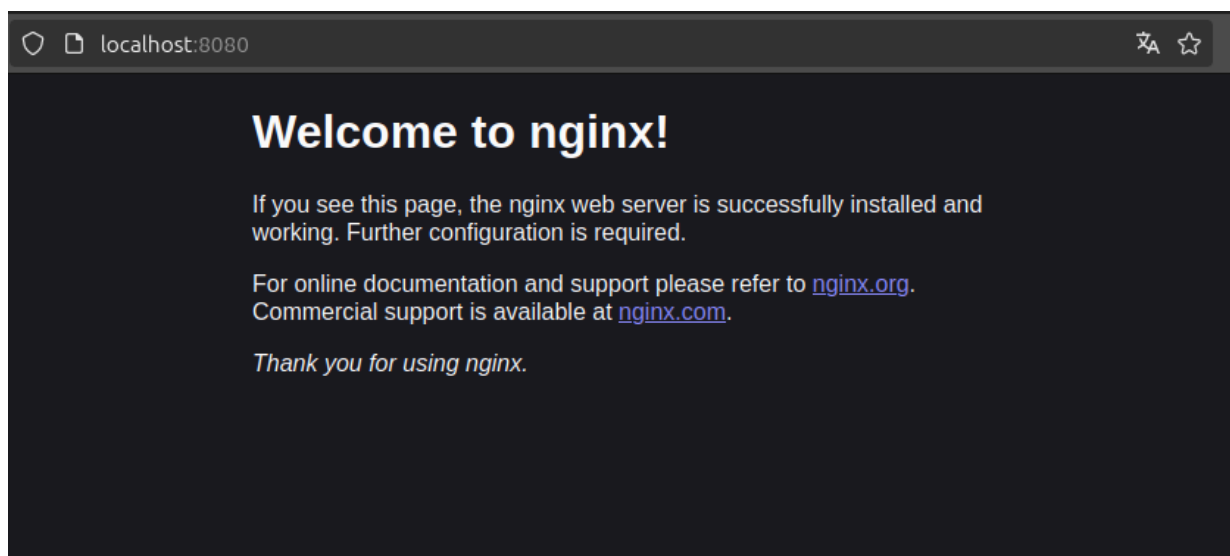 localhost:8080
Welcome to nginx!
If you see this page, the nginx web server is successfully installed and
working. Further configuration is required.
For online documentation and support please refer to nginx.org.
Commercial support is available at nginx.com.
Thank you for using nginx.